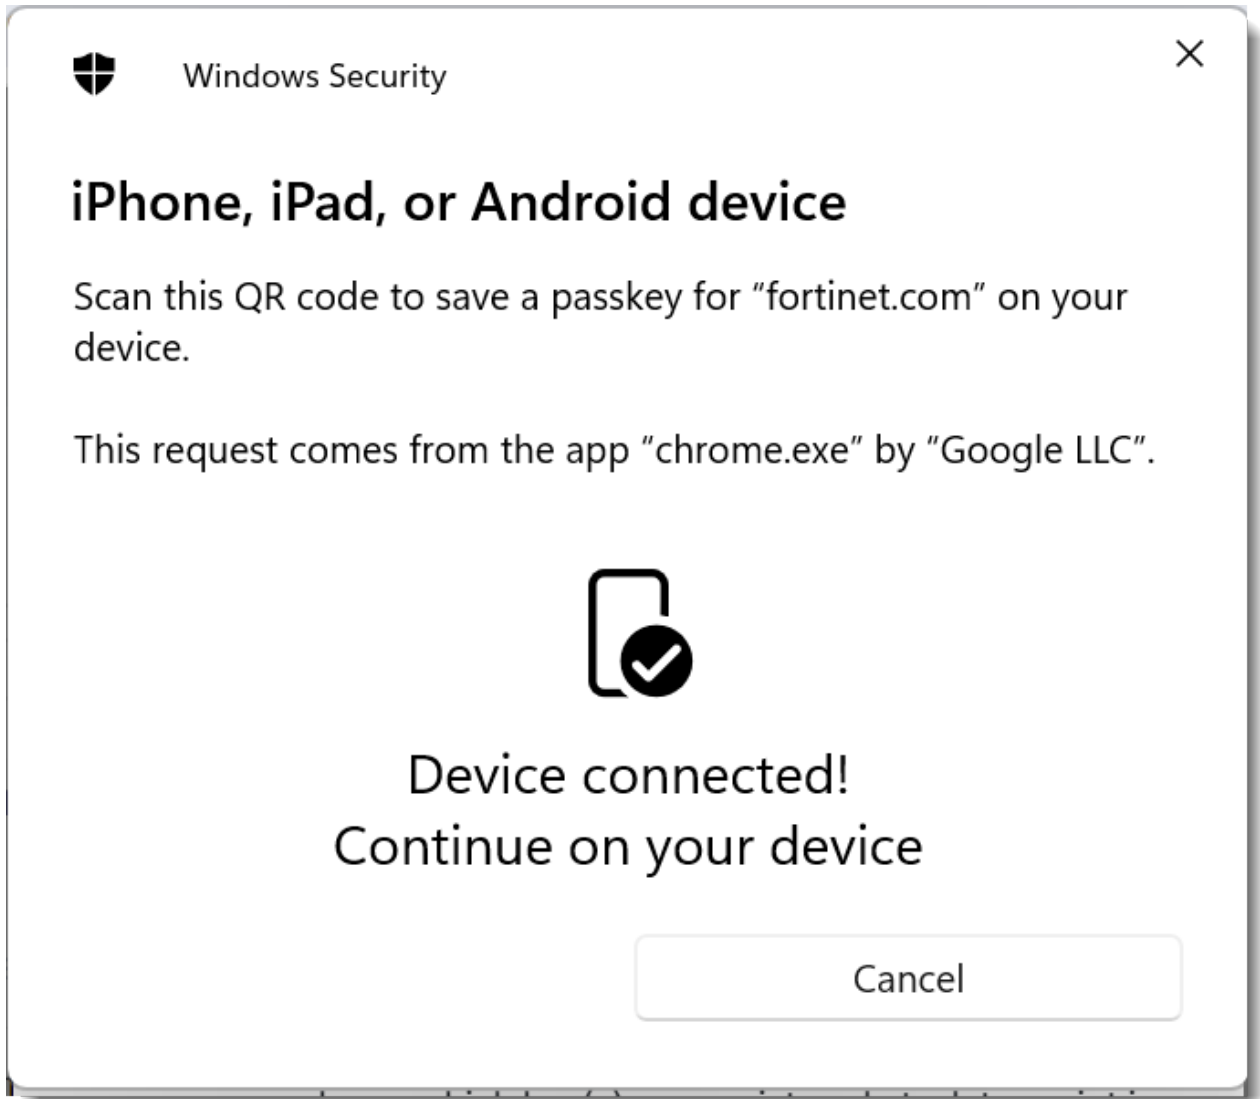 Windows Security
iPhone, iPad, or Android device
Scan this QR code to save a passkey for “fortinet.com” on your
device.
This request comes from the app “chrome.exe” by “Google LLC”.
Device connected!
Continue on your device
Cancel